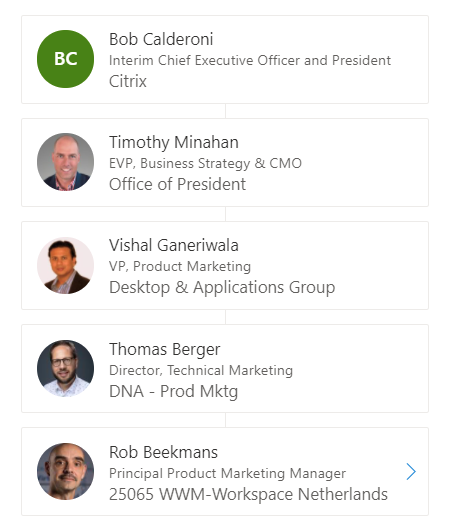 BC
Bob Calderoni
Interim Chief Executive Officer and President
Citrix
Timothy Minahan
EVP, Business Strategy & CMO
Office of President
Vishal Ganeriwala
VP, Product Marketing
Desktop & Applications Group
Thomas Berger
Director, Technical Marketing
DNA - Prod Mktg
Rob Beekmans
Principal Product Marketing Manager
25065 WWM-Workspace Netherlands